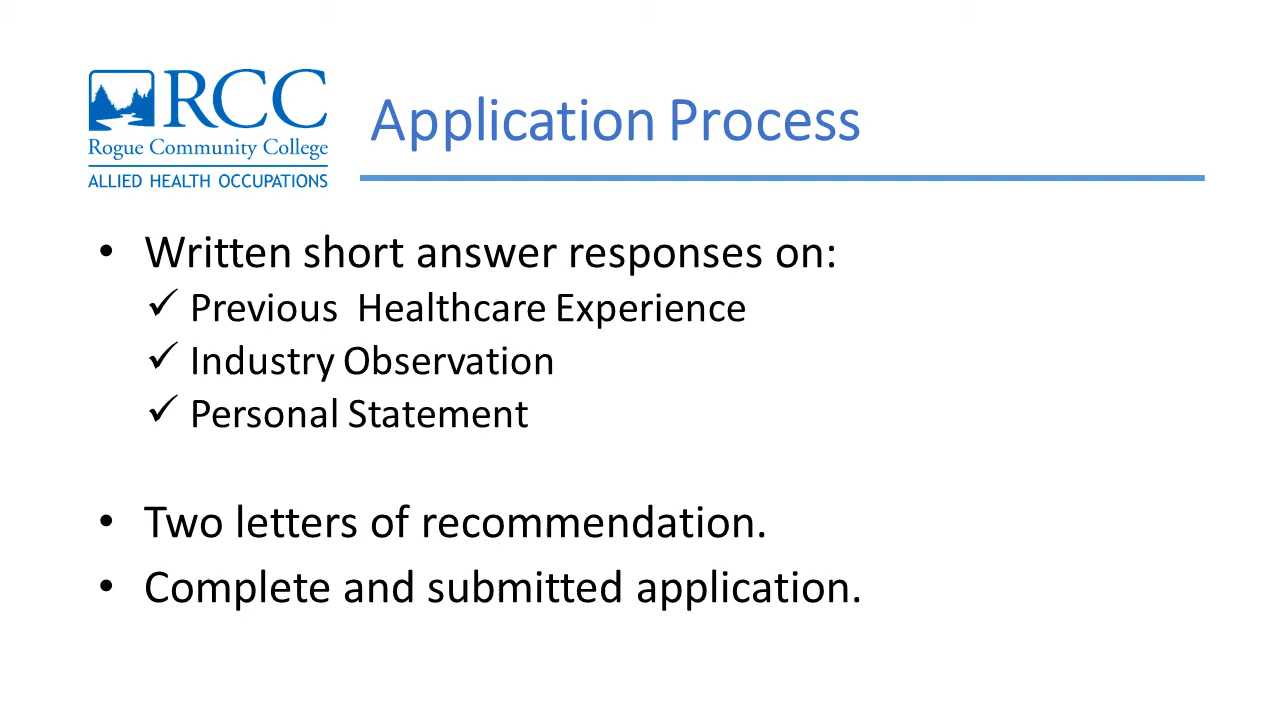 RCC
Rogue Community College
ALLIED HEALTH OCCUPATIONS
Application Process
• Written short answer responses on:
✓ Previous Healthcare Experience
✓ Industry Observation
✓ Personal Statement
• Two letters of recommendation.
• Complete and submitted application.